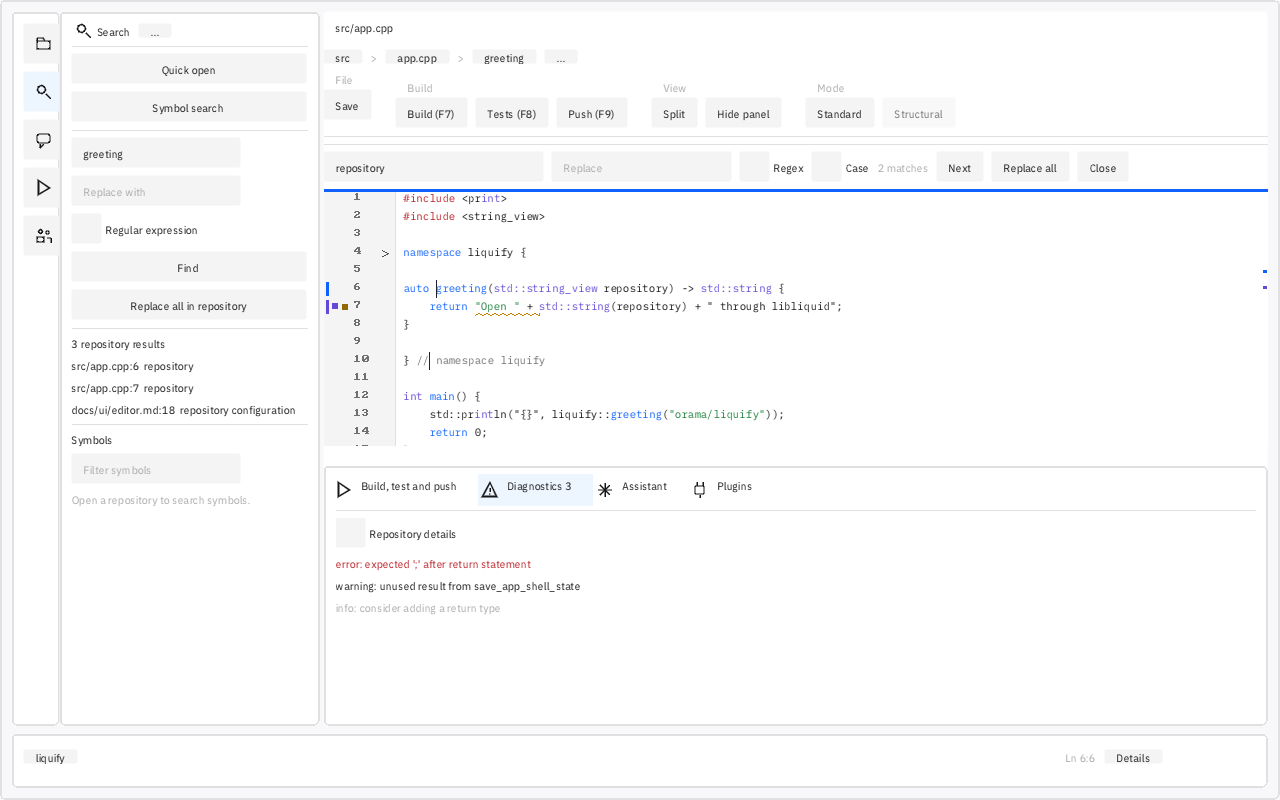 Search ...
Quick open
Symbol search
greeting
Replace with
Regular expression
Find
Replace all in repository
3 repository results
src/app.cpp:6 repository
src/app.cpp:7 repository
docs/ui/editor.md:18 repository configuration
Symbols
Filter symbols
Open a repository to search symbols.
src/app.cpp
src > app.cpp > greeting ...
File Build View Mode
Save Build (F7) Tests (F8) Push (F9) Split Hide panel Standard Structural
repository Replace Regex Case 2 matches Next Replace all Close
1 #include <print>
2 #include <string_view>
3
4 > namespace liquify {
5
6 auto greeting(std::string_view repository) -> std::string {
7 return "Open " + std::string(repository) + " through libliquid";
8 }
9
10 } // namespace liquify
11
12 int main() {
13 std::println("{}", liquify::greeting("orama/liquify"));
14 return 0;
Build, test and push Diagnostics 3 Assistant Plugins
Repository details
error: expected ';' after return statement
warning: unused result from save_app_shell_state
info: consider adding a return type
liquify Ln 6:6 Details